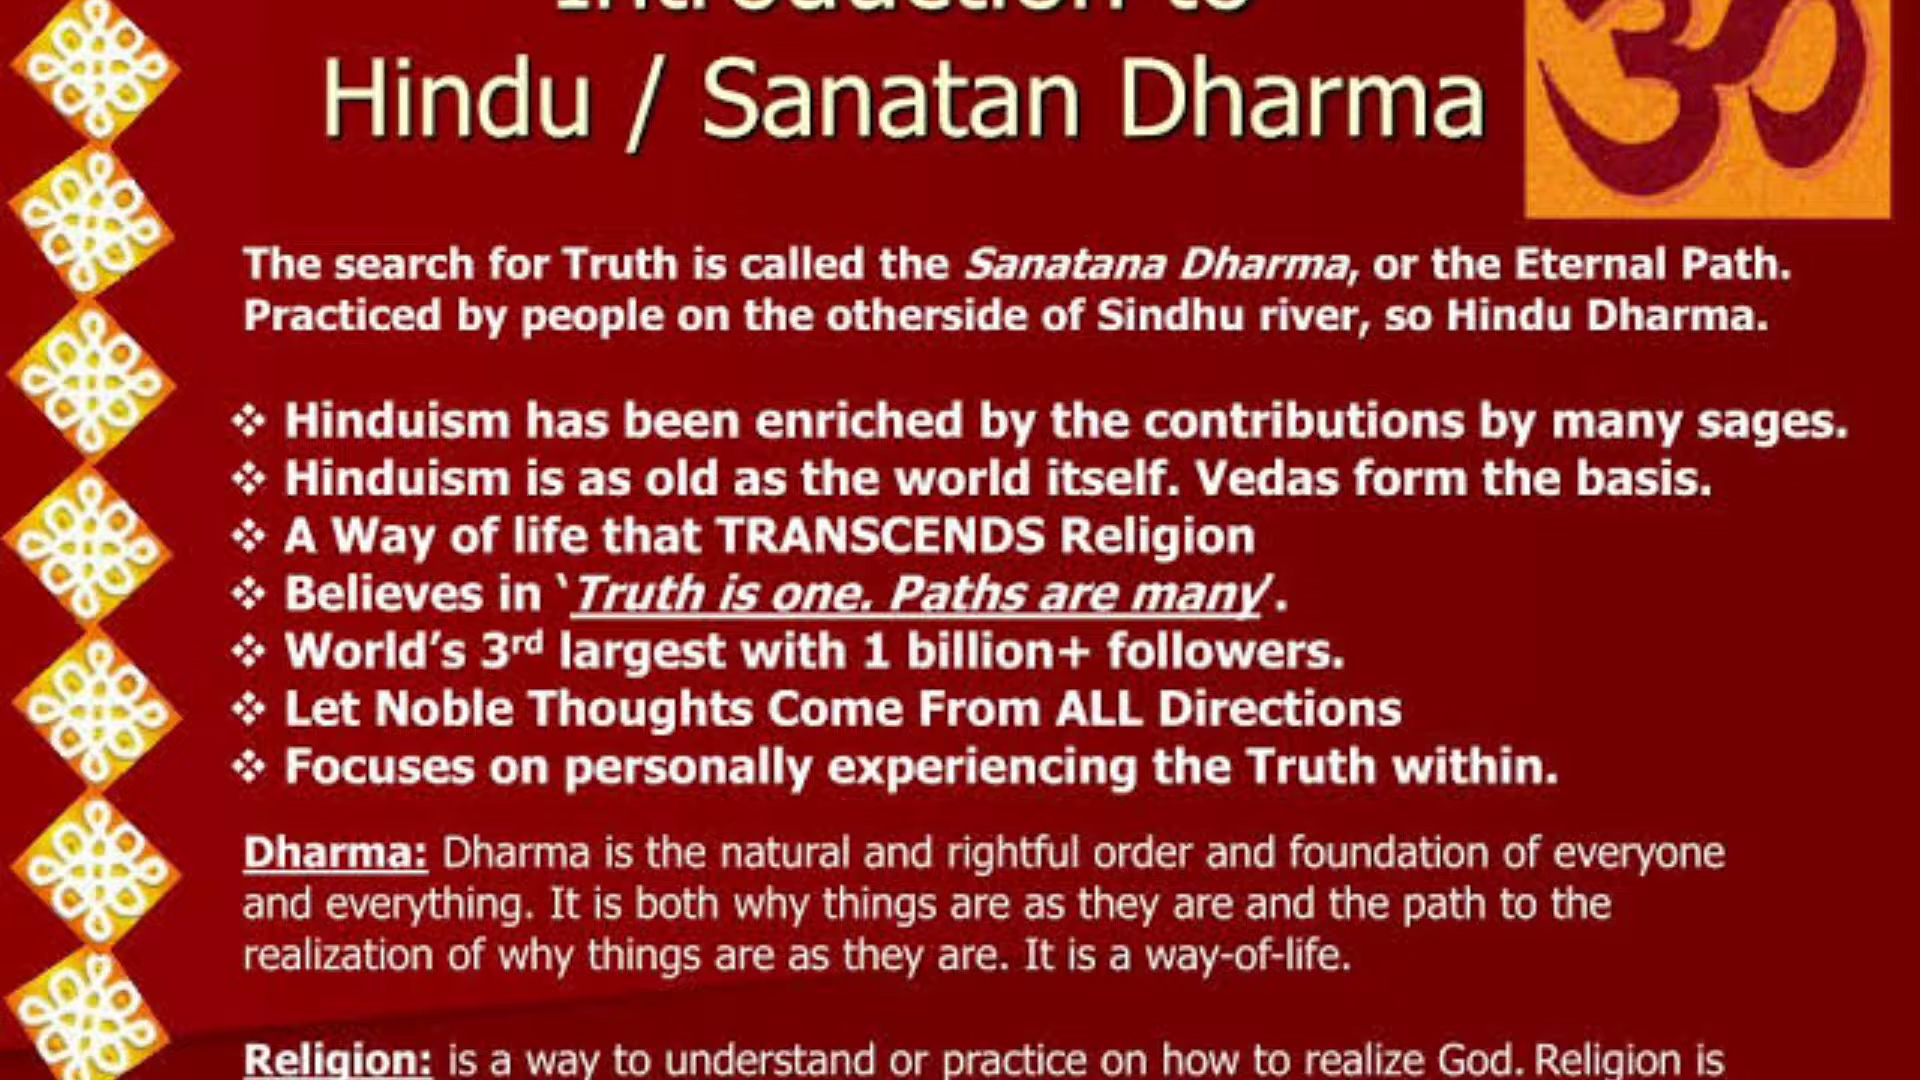 Introduction to
Hindu / Sanatan Dharma
The search for Truth is called the Sanatana Dharma, or the Eternal Path.
Practiced by people on the otherside of Sindhu river, so Hindu Dharma.
❖ Hinduism has been enriched by the contributions by many sages.
❖ Hinduism is as old as the world itself. Vedas form the basis.
❖ A Way of life that TRANSCENDS Religion
❖ Believes in ‘Truth is one. Paths are many’.
❖ World’s 3rd largest with 1 billion+ followers.
❖ Let Noble Thoughts Come From ALL Directions
❖ Focuses on personally experiencing the Truth within.
Dharma: Dharma is the natural and rightful order and foundation of everyone
and everything. It is both why things are as they are and the path to the
realization of why things are as they are. It is a way-of-life.
Religion: is a way to understand or practice on how to realize God. Religion is